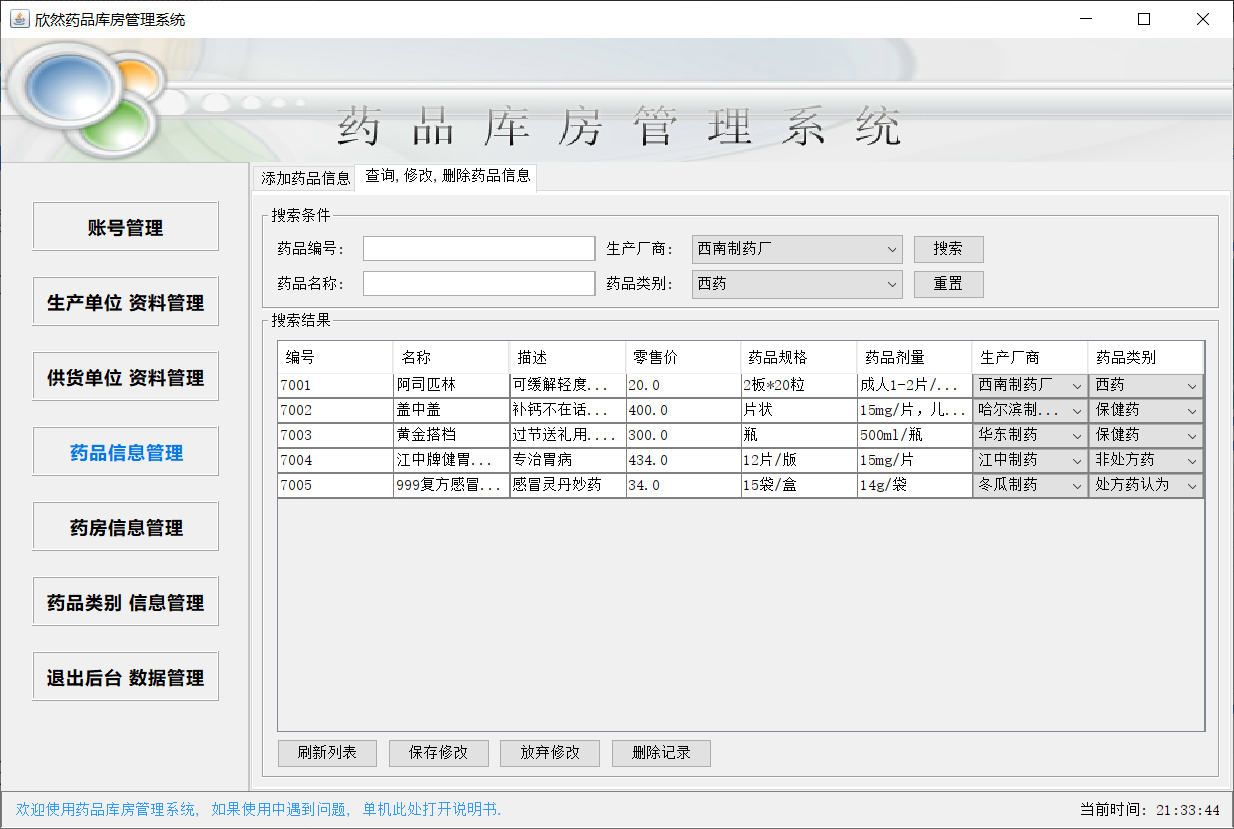 欣然药品库房管理系统
药品库房管理系统
账号管理
生产单位 资料管理
供货单位 资料管理
药品信息管理
药房信息管理
药品类别 信息管理
退出后台 数据管理
添加药品信息 查询, 修改, 删除药品信息
搜索条件
药品编号: 生产厂商: 西南制药厂 搜索
药品名称: 药品类别: 西药 重置
搜索结果
编号 名称 描述 零售价 药品规格 药品剂量 生产厂商 药品类别
7001 阿司匹林 可缓解轻度... 20.0 2板*20粒 成人1-2片/... 西南制药厂 西药
7002 盖中盖 补钙不在话... 400.0 片状 15mg/片，儿... 哈尔滨制... 保健药
7003 黄金搭档 过节送礼用.... 300.0 瓶 500ml/瓶 华东制药 保健药
7004 江中牌健胃... 专治胃病 434.0 12片/版 15mg/片 江中制药 非处方药
7005 999复方感冒... 感冒灵丹妙药 34.0 15袋/盒 14g/袋 冬瓜制药 处方药认为
刷新列表 保存修改 放弃修改 删除记录
欢迎使用药品库房管理系统, 如果使用中遇到问题, 单机此处打开说明书. 当前时间: 21:33:44